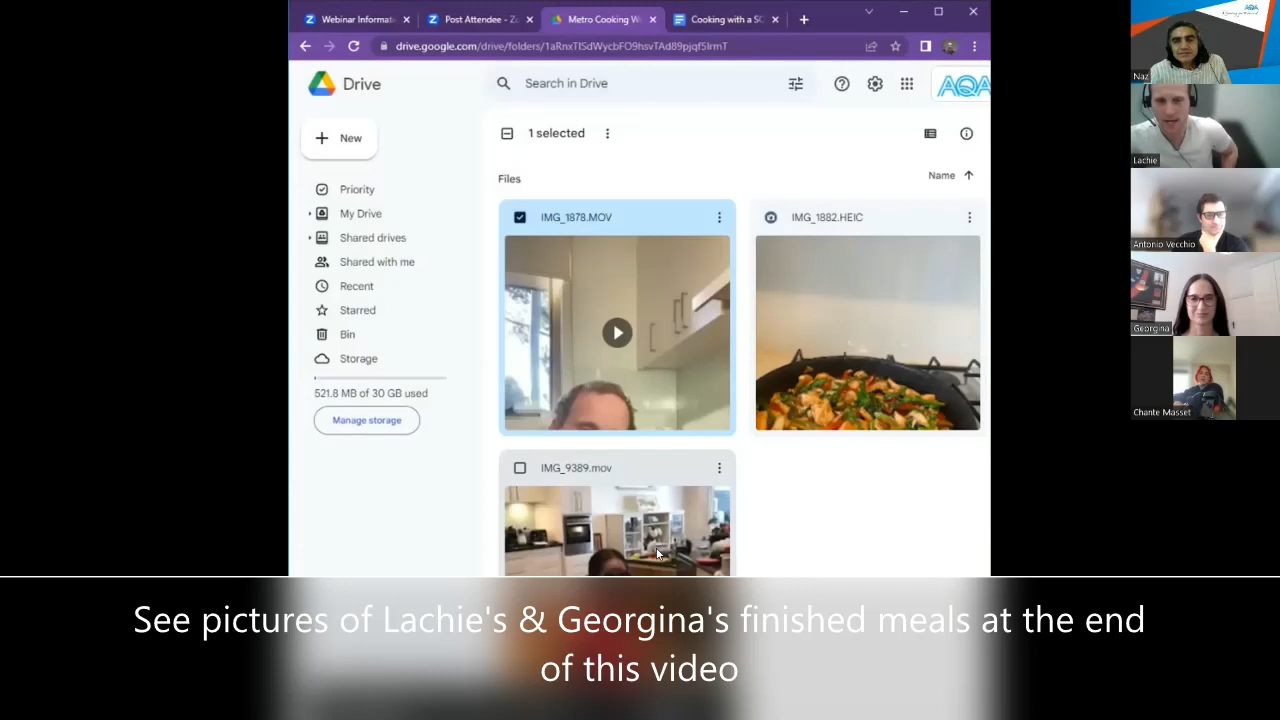 Webinar Informat
Post Attendee - Z
Metro Cooking W
Cooking with a SC
drive.google.com/drive/folders/1aRnxTISdWycbFO9hsvTAd89pjqf5IrmT
Drive
Search in Drive
AQA
New
1 selected
Priority
My Drive
Shared drives
Shared with me
Recent
Starred
Bin
Storage
521.8 MB of 30 GB used
Manage storage
Files
Name
IMG_1878.MOV
IMG_1882.HEIC
IMG_9389.mov
AQA
Naz
Lachie
Antonio Vecchio
Georgina
Chante Masset
See pictures of Lachie's & Georgina's finished meals at the end
of this video